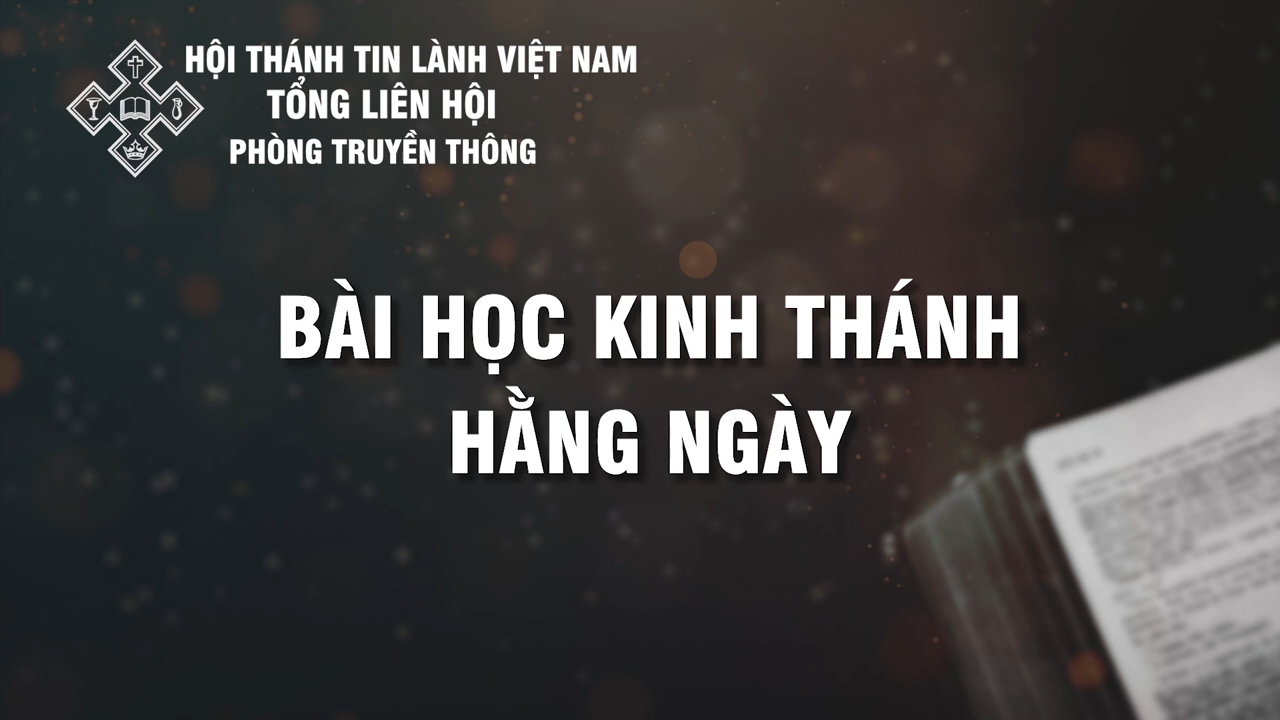 HỘI THÁNH TIN LÀNH VIỆT NAM
TỔNG LIÊN HỘI
PHÒNG TRUYỀN THÔNG
BÀI HỌC KINH THÁNH
HẰNG NGÀY